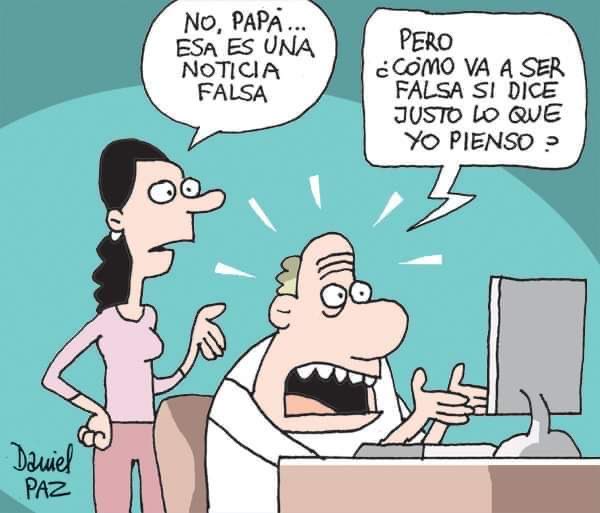 NO, PAPÁ...
ESA ES UNA
NOTICIA
FALSA
PERO
¿CÓMO VA A SER
FALSA SI DICE
JUSTO LO QUE
YO PIENSO?
Daniel
PAZ